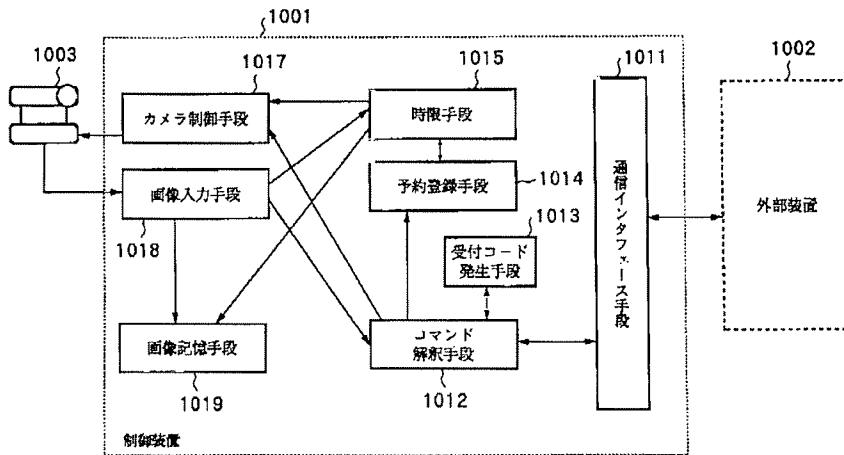 1001
1003
1017
1015
1011
1002
カメラ制御手段
時限手段
画像入力手段
予約登録手段
1014
1013
1018
受付コード
発生手段
通信インタフェース手段
外部装置
画像記憶手段
コマンド
解釈手段
1019
1012
制御装置